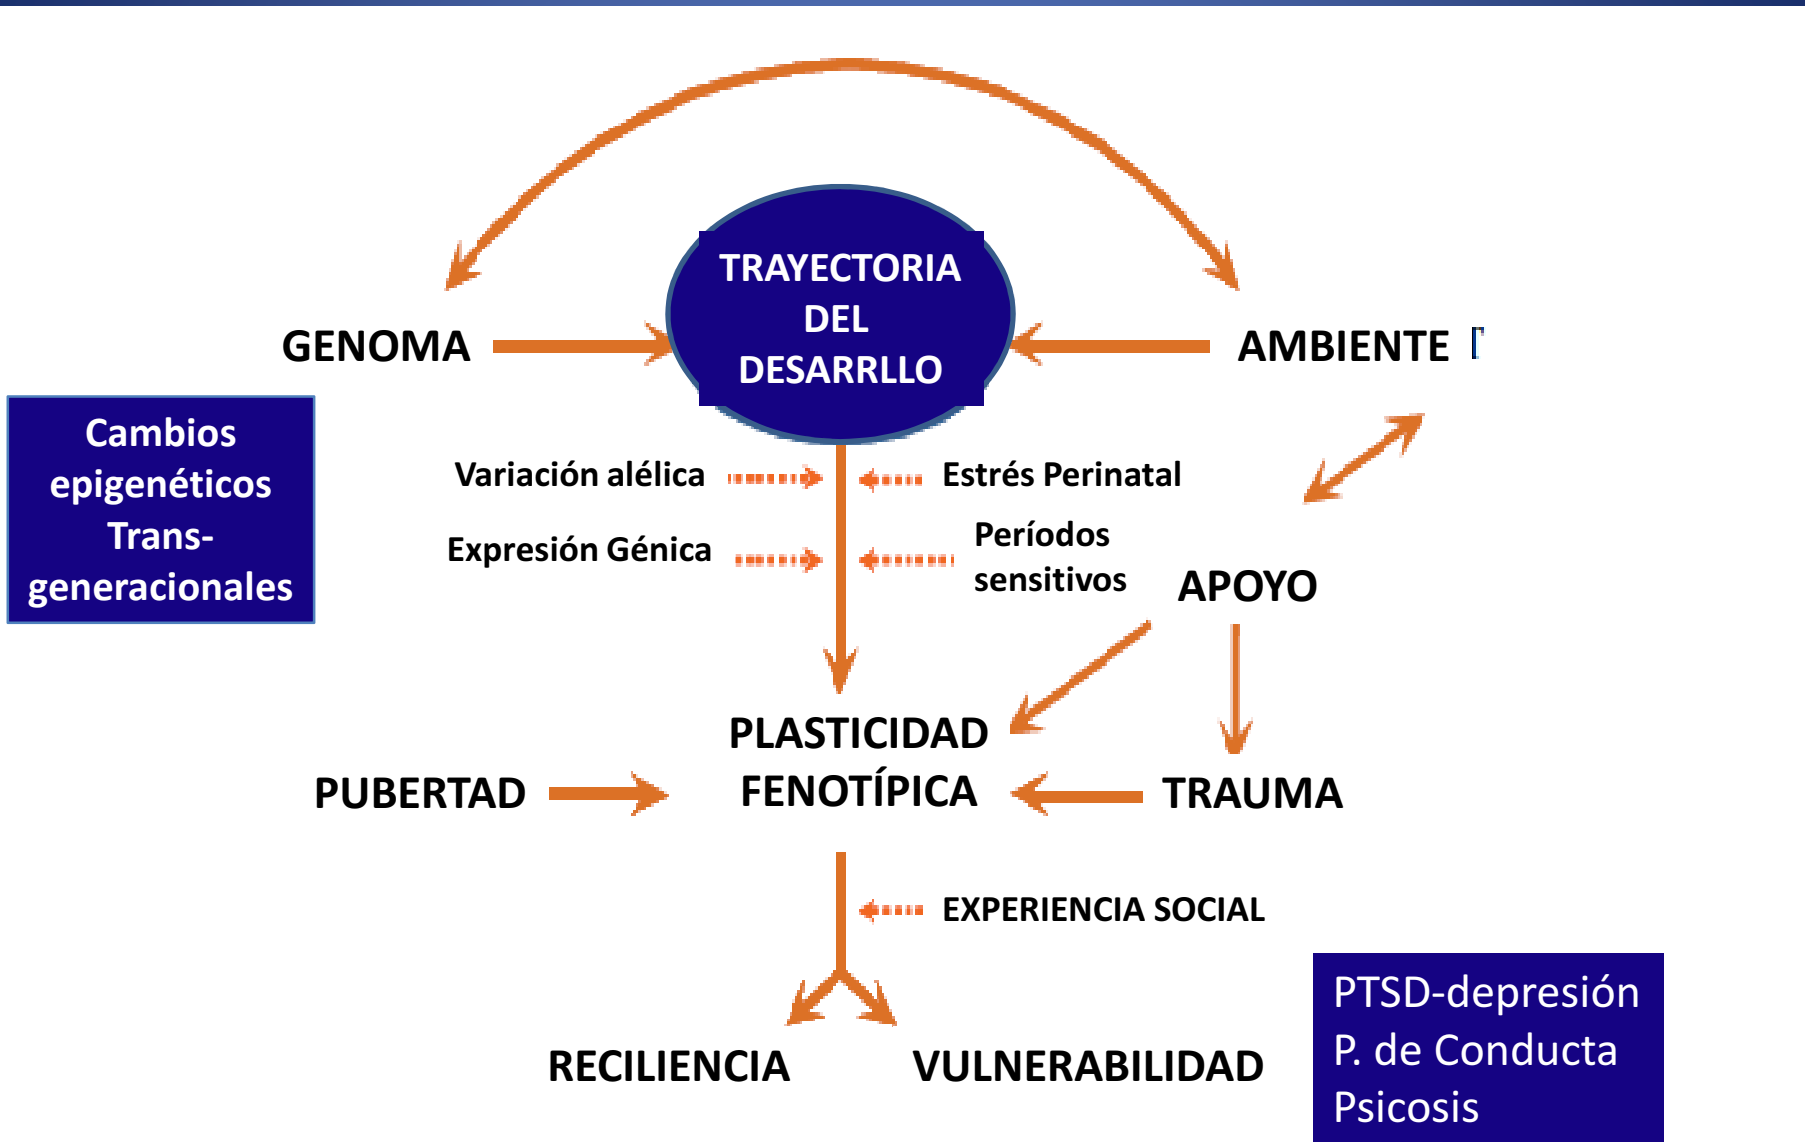 TRAYECTORIA
DEL
DESARRLLO
GENOMA
AMBIENTE
Cambios
epigenéticos
Trans-
generacionales
Variación alélica
Estrés Perinatal
Expresión Génica
Períodos
sensitivos
APOYO
PLASTICIDAD
FENOTÍPICA
PUBERTAD
TRAUMA
EXPERIENCIA SOCIAL
RECILIENCIA
VULNERABILIDAD
PTSD-depresión
P. de Conducta
Psicosis